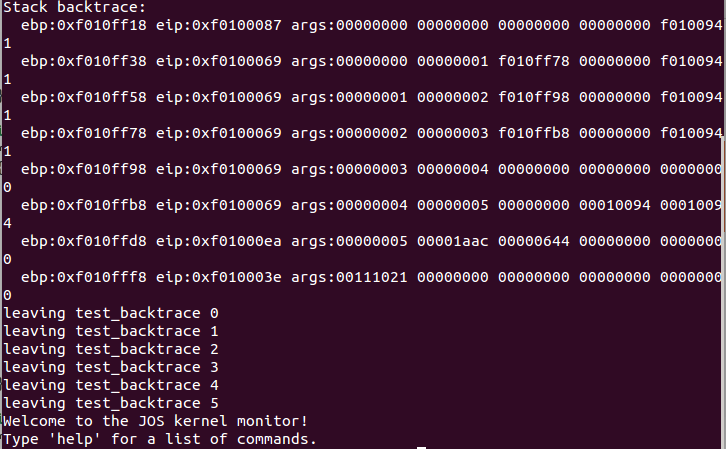 Stack backtrace:
  ebp:0xf010ff18 eip:0xf0100087 args:00000000 00000000 00000000 00000000 f010094
1
  ebp:0xf010ff38 eip:0xf0100069 args:00000000 00000001 f010ff78 00000000 f010094
1
  ebp:0xf010ff58 eip:0xf0100069 args:00000001 00000002 f010ff98 00000000 f010094
1
  ebp:0xf010ff78 eip:0xf0100069 args:00000002 00000003 f010ffb8 00000000 f010094
1
  ebp:0xf010ff98 eip:0xf0100069 args:00000003 00000004 00000000 00000000 0000000
0
  ebp:0xf010ffb8 eip:0xf0100069 args:00000004 00000005 00000000 00010094 0001009
4
  ebp:0xf010ffd8 eip:0xf01000ea args:00000005 00001aac 00000644 00000000 0000000
0
  ebp:0xf010fff8 eip:0xf010003e args:00111021 00000000 00000000 00000000 0000000
0
leaving test_backtrace 0
leaving test_backtrace 1
leaving test_backtrace 2
leaving test_backtrace 3
leaving test_backtrace 4
leaving test_backtrace 5
Welcome to the JOS kernel monitor!
Type 'help' for a list of commands.